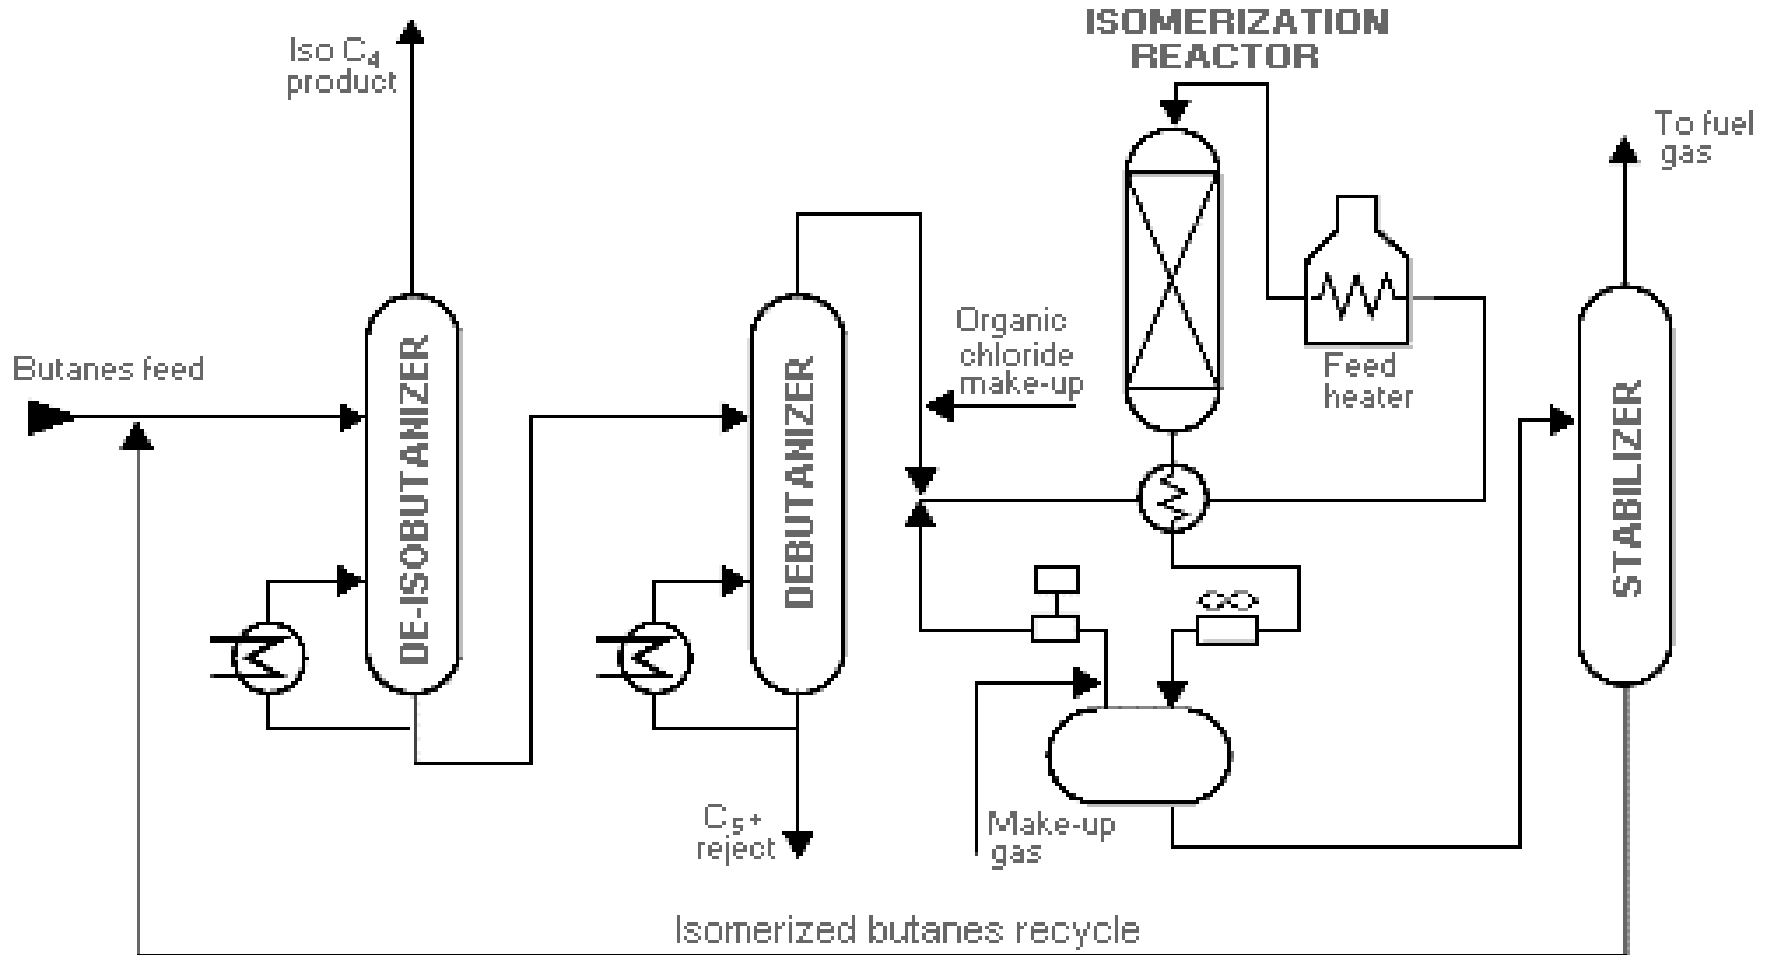 ISOMERIZATION
REACTOR
Iso C₄
product
To fuel
gas
Butanes feed
DE-ISOBUTANIZER
DEBUTANIZER
Organic
chloride
make-up
Feed
heater
STABILIZER
C₅+
reject
Make-up
gas
Isomerized butanes recycle